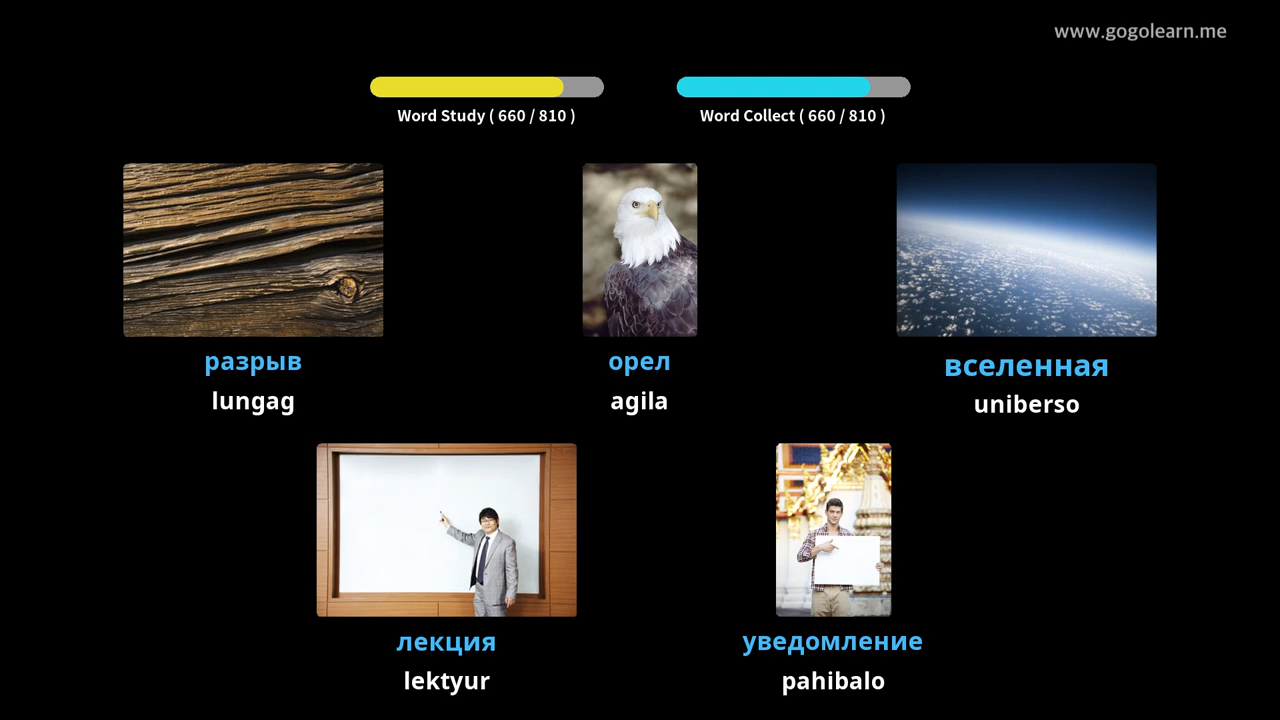 www.gogolearn.me
Word Study ( 660 / 810 )
Word Collect ( 660 / 810 )
разрыв
lungag
орел
agila
вселенная
uniberso
лекция
lektyur
уведомление
pahibalo